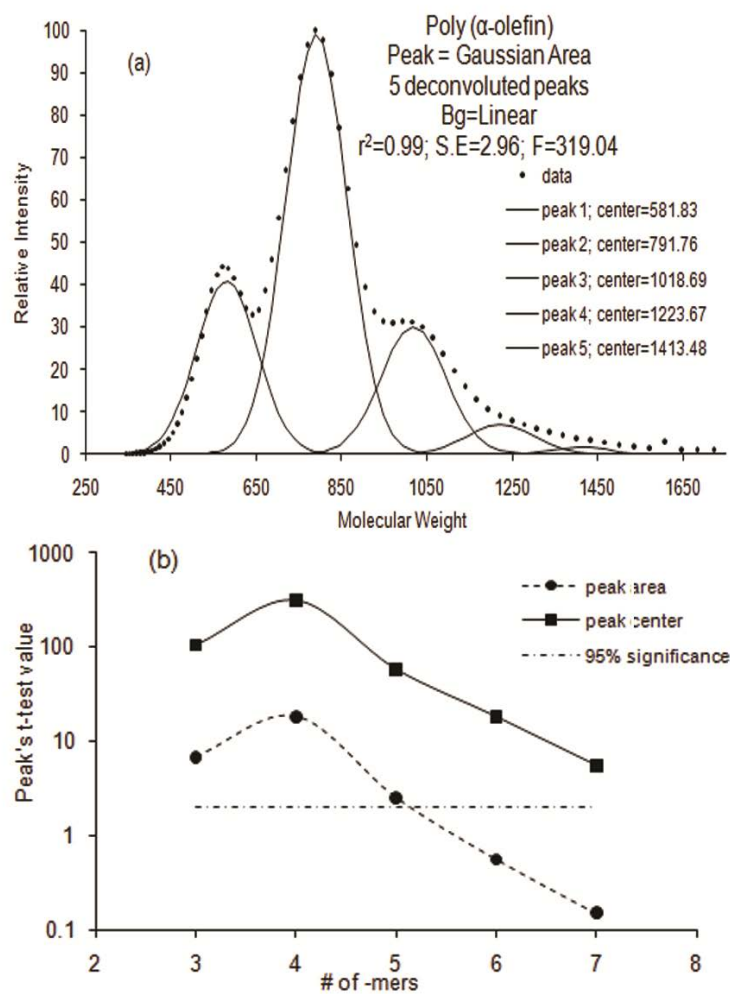 Poly (α-olefin)
Peak = Gaussian Area
5 deconvoluted peaks
Bg=Linear
r²=0.99; S.E=2.96; F=319.04
(a)
data
peak 1; center=581.83
peak 2; center=791.76
peak 3; center=1018.69
peak 4; center=1223.67
peak 5; center=1413.48
Relative Intensity
100
90
80
70
60
50
40
30
20
10
0
250 450 650 850 1050 1250 1450 1650
Molecular Weight
(b)
peak area
peak center
95% significance
Peak's t-test value
1000
100
10
1
0.1
2 3 4 5 6 7 8
# of -mers